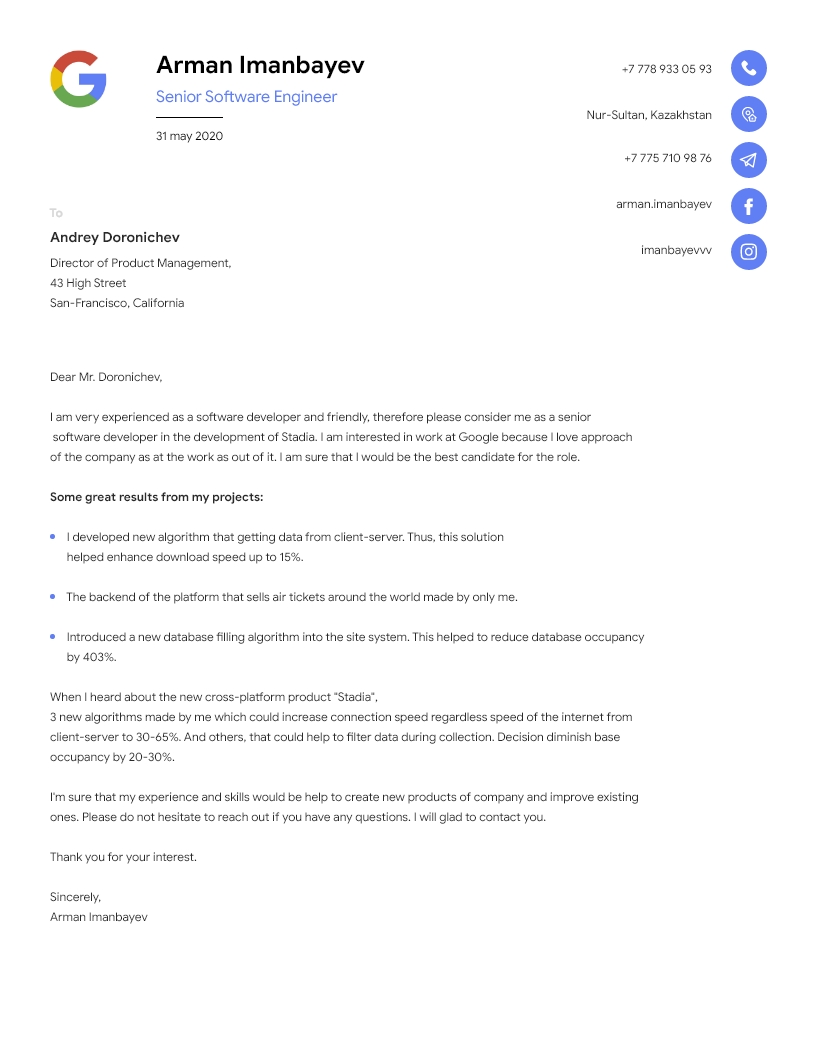 Arman Imanbayev
Senior Software Engineer
31 may 2020
+7 778 933 05 93
Nur-Sultan, Kazakhstan
+7 775 710 98 76
arman.imanbayev
imanbayevvv
To
Andrey Doronichev
Director of Product Management,
43 High Street
San-Francisco, California
Dear Mr. Doronichev,
I am very experienced as a software developer and friendly, therefore please consider me as a senior
software developer in the development of Stadia. I am interested in work at Google because I love approach
of the company as at the work as out of it. I am sure that I would be the best candidate for the role.
Some great results from my projects:
I developed new algorithm that getting data from client-server. Thus, this solution
helped enhance download speed up to 15%.
The backend of the platform that sells air tickets around the world made by only me.
Introduced a new database filling algorithm into the site system. This helped to reduce database occupancy
by 403%.
When I heard about the new cross-platform product "Stadia",
3 new algorithms made by me which could increase connection speed regardless speed of the internet from
client-server to 30-65%. And others, that could help to filter data during collection. Decision diminish base
occupancy by 20-30%.
I'm sure that my experience and skills would be help to create new products of company and improve existing
ones. Please do not hesitate to reach out if you have any questions. I will glad to contact you.
Thank you for your interest.
Sincerely,
Arman Imanbayev